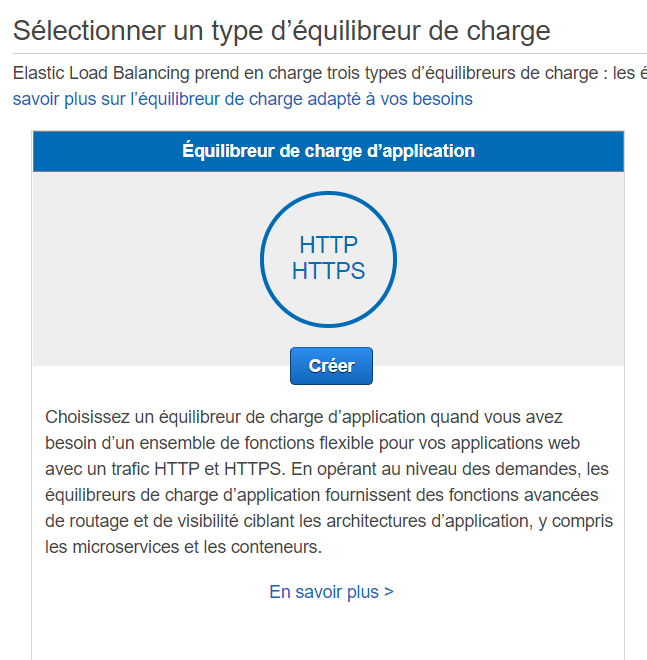 Sélectionner un type d’équilibreur de charge
Elastic Load Balancing prend en charge trois types d’équilibreurs de charge : les
savoir plus sur l’équilibreur de charge adapté à vos besoins
Équilibreur de charge d’application
HTTP
HTTPS
Créer
Choisissez un équilibreur de charge d’application quand vous avez
besoin d’un ensemble de fonctions flexible pour vos applications web
avec un trafic HTTP et HTTPS. En opérant au niveau des demandes, les
équilibreurs de charge d’application fournissent des fonctions avancées
de routage et de visibilité ciblant les architectures d’application, y compris
les microservices et les conteneurs.
En savoir plus >